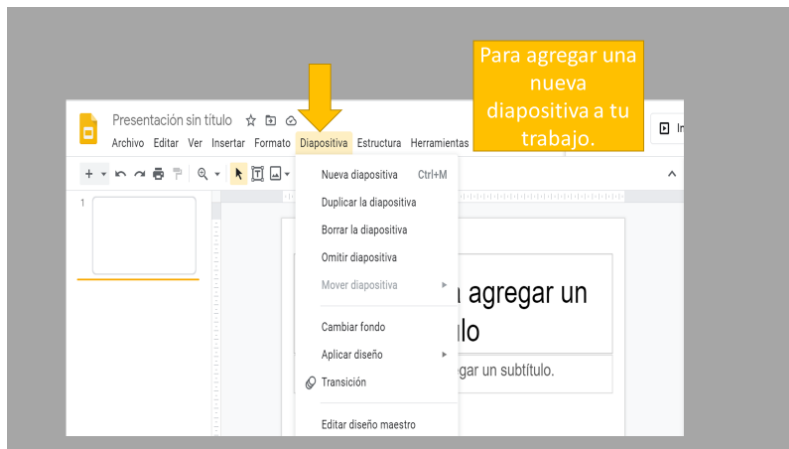 Para agregar una
nueva
diapositiva a tu
trabajo.
Presentación sin título
Archivo Editar Ver Insertar Formato Diapositiva Estructura Herramientas
1
Nueva diapositiva Ctrl+M
Duplicar la diapositiva
Borrar la diapositiva
Omitir diapositiva
Mover diapositiva
Cambiar fondo
Aplicar diseño
Transición
Editar diseño maestro
agregar un
gar un subtítulo.